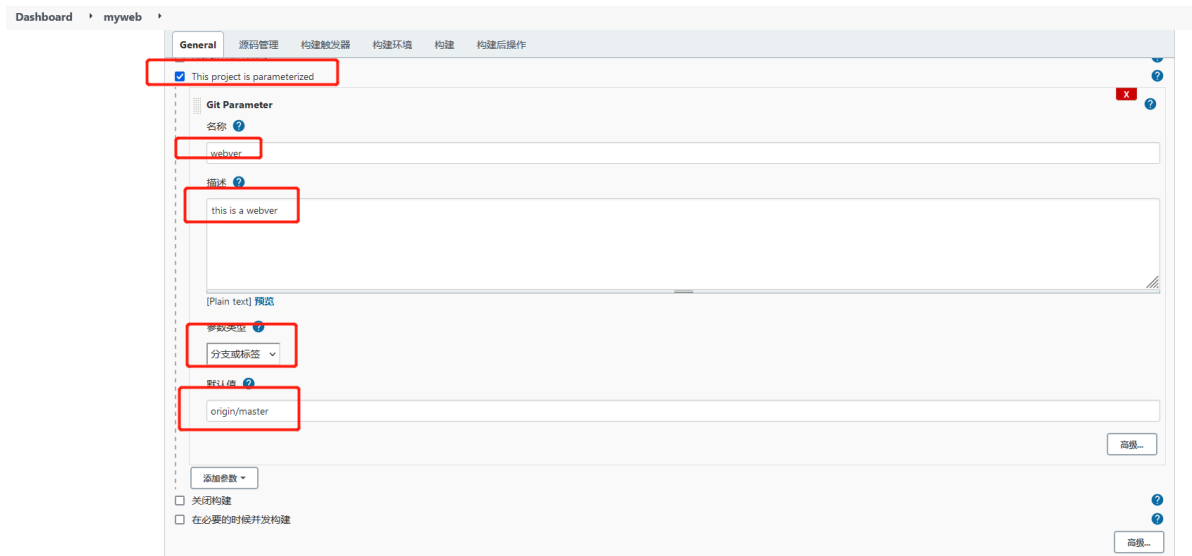 Dashboard myweb
General 源码管理 构建触发器 构建环境 构建 构建后操作
This project is parameterized
X
Git Parameter
名称
webver
描述
this is a webver
[Plain text] 预览
参数类型
分支或标签
默认值
origin/master
高级...
添加参数
关闭构建
在必要的时候并发构建
高级...